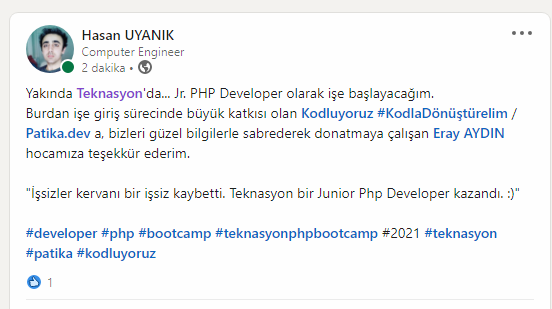 Hasan UYANIK
Computer Engineer
2 dakika •
Yakında Teknasyon'da... Jr. PHP Developer olarak işe başlayacağım.
Burdan işe giriş sürecinde büyük katkısı olan Kodluyoruz #KodlaDönüştürelim /
Patika.dev a, bizleri güzel bilgilerle sabrederek donatmaya çalışan Eray AYDIN
hocamıza teşekkür ederim.
"İşsizler kervanı bir işsiz kaybetti. Teknasyon bir Junior Php Developer kazandı. :)"
#developer #php #bootcamp #teknasyonphpbootcamp #2021 #teknasyon
#patika #kodluyoruz
1